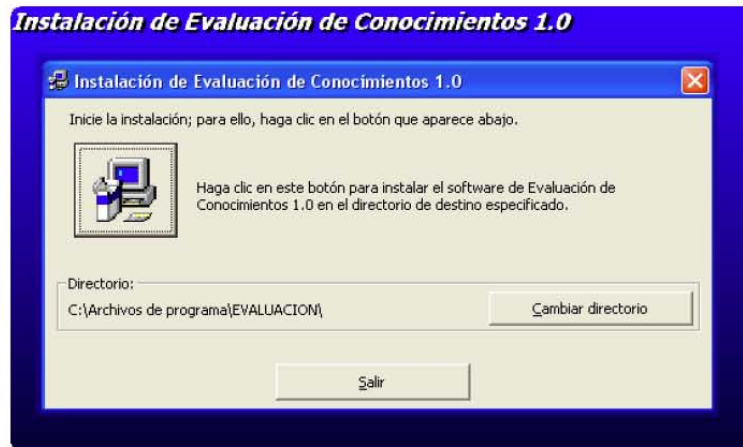 Instalación de Evaluación de Conocimientos 1.0
Instalación de Evaluación de Conocimientos 1.0
Inicie la instalación; para ello, haga clic en el botón que aparece abajo.
Haga clic en este botón para instalar el software de Evaluación de
Conocimientos 1.0 en el directorio de destino especificado.
Directorio:
C:\Archivos de programa\EVALUACION\
Cambiar directorio
Salir